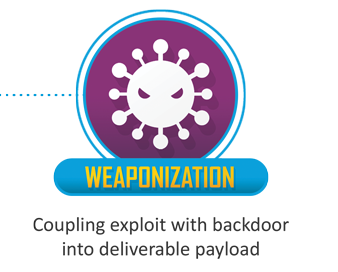 WEAPONIZATION
Coupling exploit with backdoor
into deliverable payload